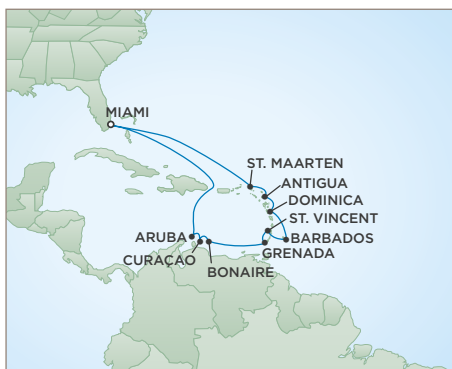 MIAMI
ST. MAARTEN
ANTIGUA
DOMINICA
ST. VINCENT
ARUBA
BARBADOS
CURAÇAO
GRENADA
BONAIRE